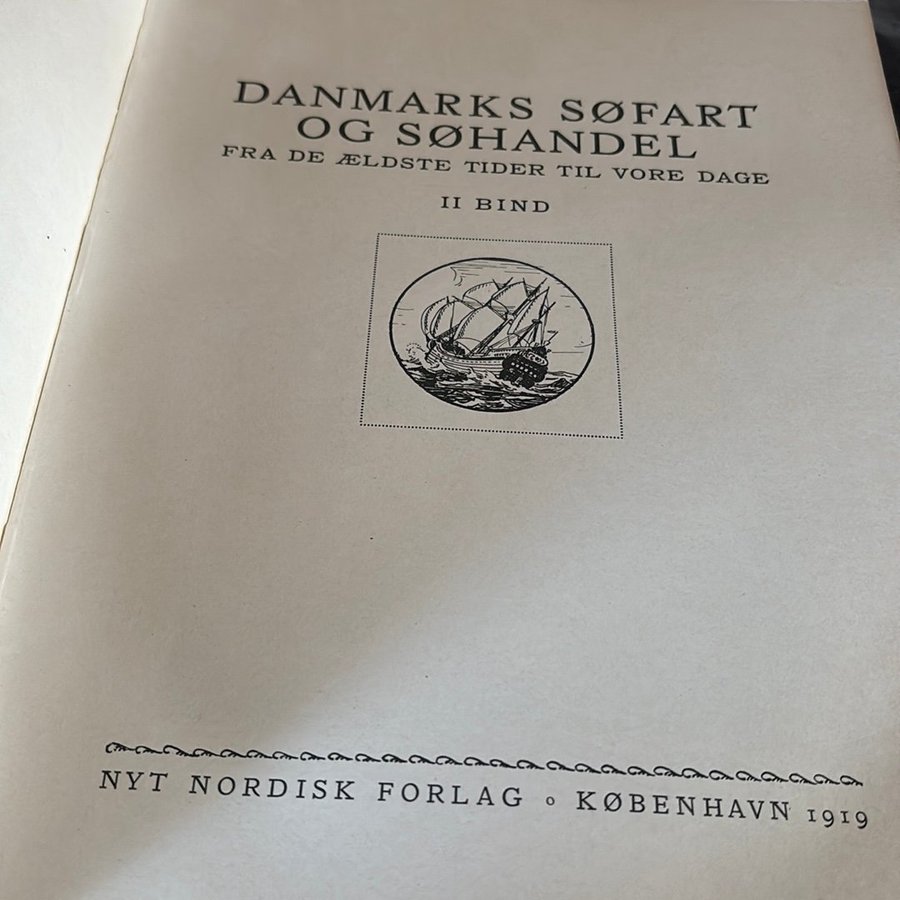 DANMARKS SØFART
OG SØHANDEL
FRA DE ÆLDSTE TIDER TIL VORE DAGE
II BIND
NYT NORDISK FORLAG ∘ KØBENHAVN 1919